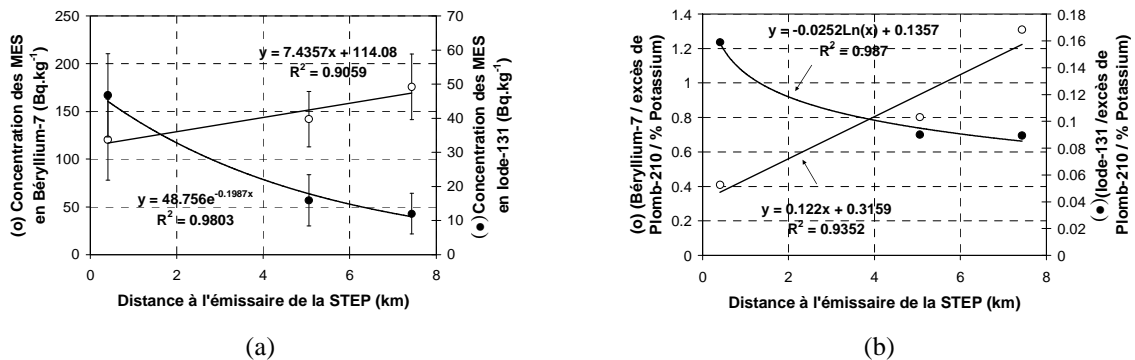 (o) Concentration des MES
en Béryllium-7 (Bq.kg-1)
250
200
150
100
50
0
y = 7.4357x + 114.08
R2 = 0.9059
y = 48.756e-0.1987x
R2 = 0.9803
70
60
50
40
30
20
10
0
(●) Concentration des MES
en Iode-131 (Bq.kg-1)
0 2 4 6 8
Distance à l'émissaire de la STEP (km)
(a)
(o) (Béryllium-7 / excès de
Plomb-210 / % Potassium)
1.4
1.2
1
0.8
0.6
0.4
0.2
0
y = -0.0252Ln(x) + 0.1357
R2 = 0.987
y = 0.122x + 0.3159
R2 = 0.9352
0.18
0.16
0.14
0.12
0.1
0.08
0.06
0.04
0.02
0
(●) (Iode-131 /excès de
Plomb-210 / % Potassium)
0 2 4 6 8
Distance à l'émissaire de la STEP (km)
(b)